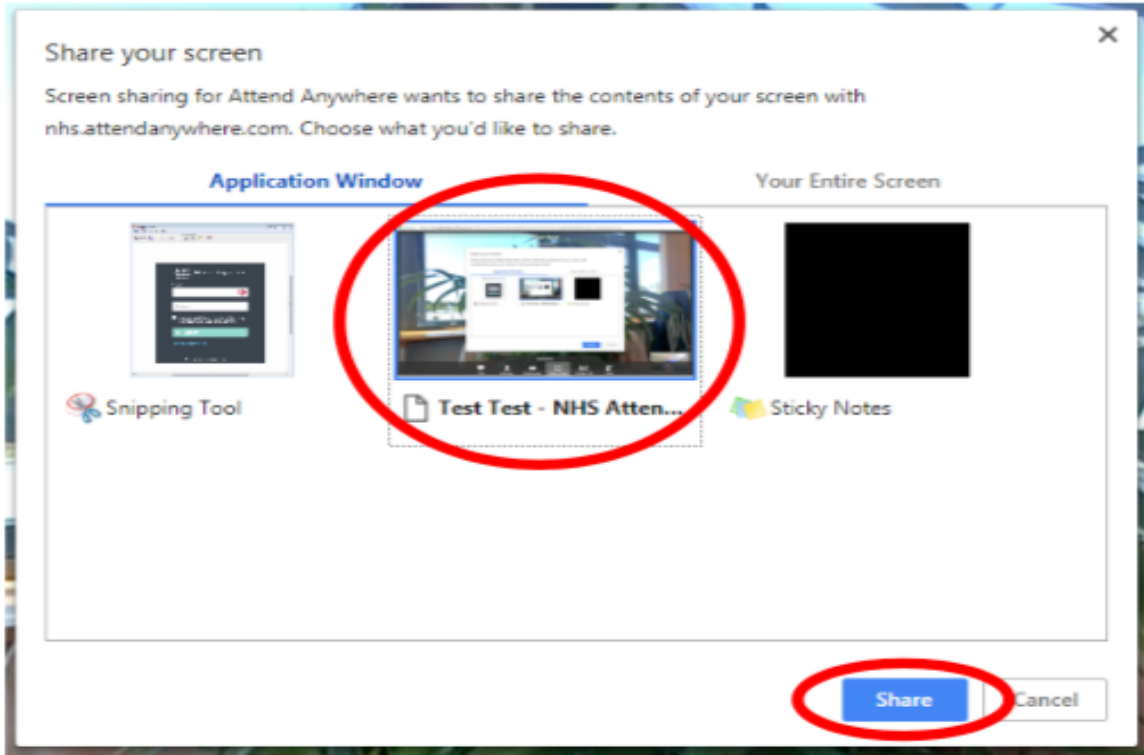 Share your screen
Screen sharing for Attend Anywhere wants to share the contents of your screen with
nhs.attendanywhere.com. Choose what you'd like to share.
Application Window
Your Entire Screen
Snipping Tool
Test Test - NHS Atten...
Sticky Notes
Share
Cancel